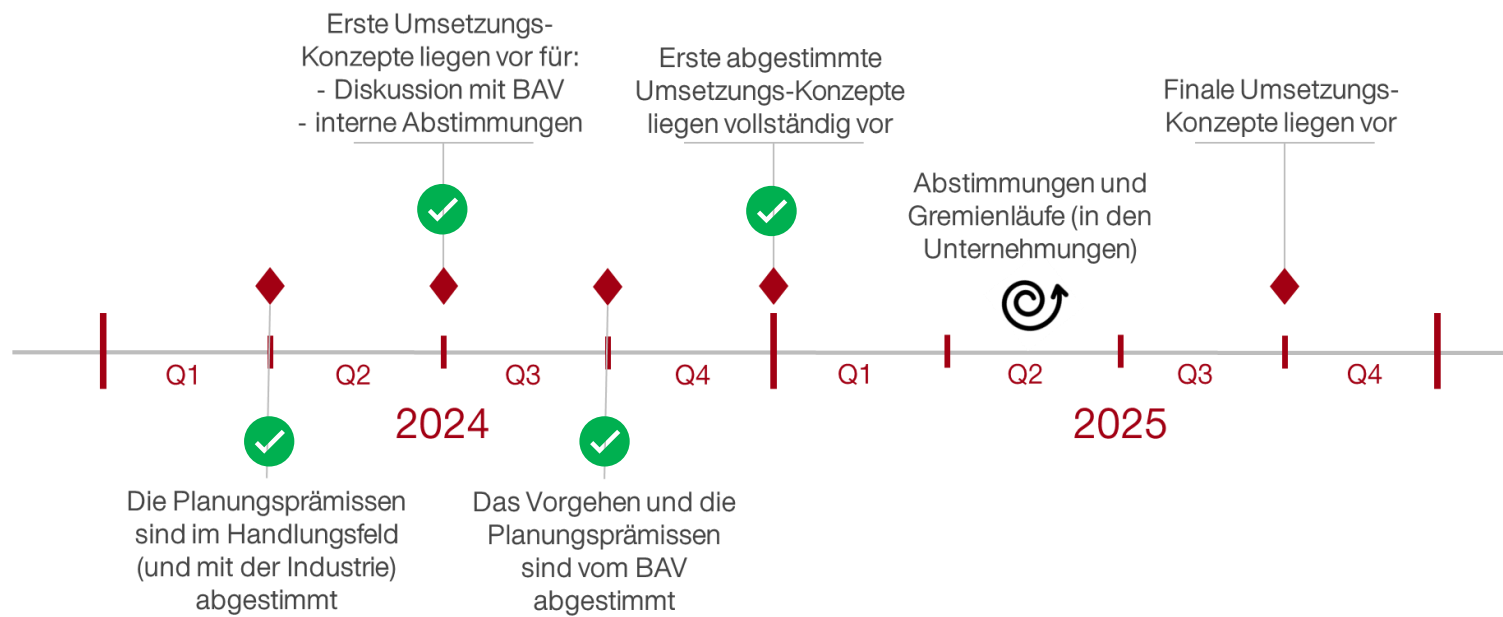 Erste Umsetzungs-
Konzepte liegen vor für:
- Diskussion mit BAV
- interne Abstimmungen
Erste abgestimmte
Umsetzungs-Konzepte
liegen vollständig vor
Abstimmungen und
Gremienläufe (in den
Unternehmungen)
Finale Umsetzungs-
Konzepte liegen vor
Q1 Q2 Q3 Q4 Q1 Q2 Q3 Q4
2024 2025
Die Planungsprämissen
sind im Handlungsfeld
(und mit der Industrie)
abgestimmt
Das Vorgehen und die
Planungsprämissen
sind vom BAV
abgestimmt